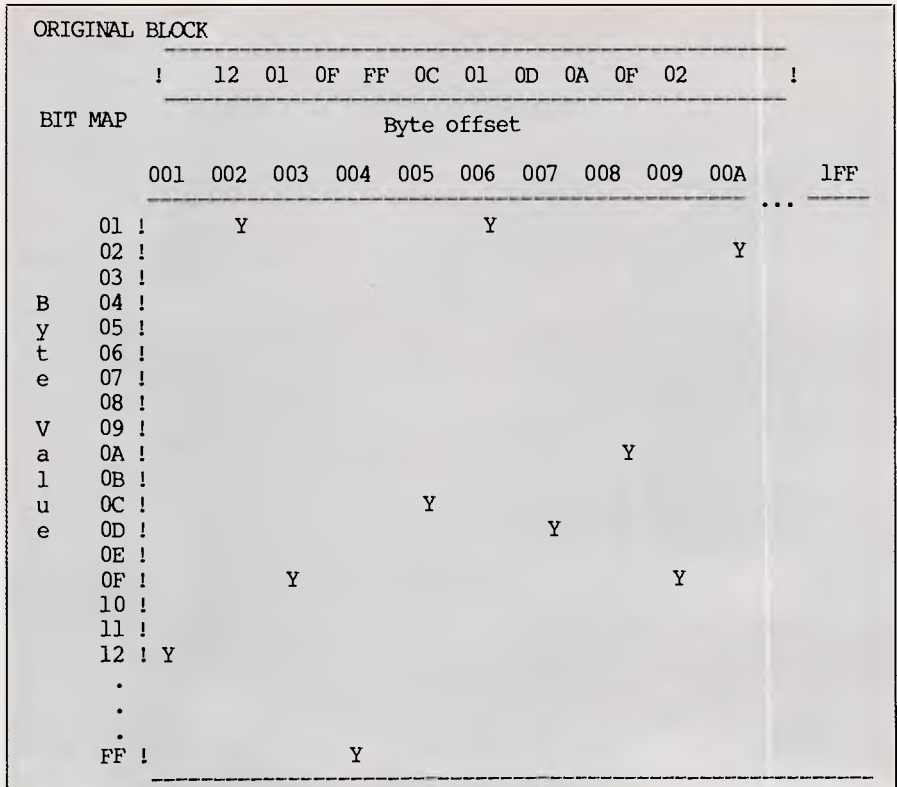 ORIGINAL BLOCK
! 12 01 0F FF 0C 01 0D 0A 0F 02 !
BIT MAP Byte offset
001 002 003 004 005 006 007 008 009 00A ... 1FF
01 ! Y Y
02 ! Y
03 !
B 04 !
y 05 !
t 06 !
e 07 !
08 !
V 09 !
a 0A ! Y
l 0B !
u 0C ! Y
e 0D ! Y
0E !
0F ! Y Y
10 !
11 !
12 ! Y
.
.
.
FF ! Y